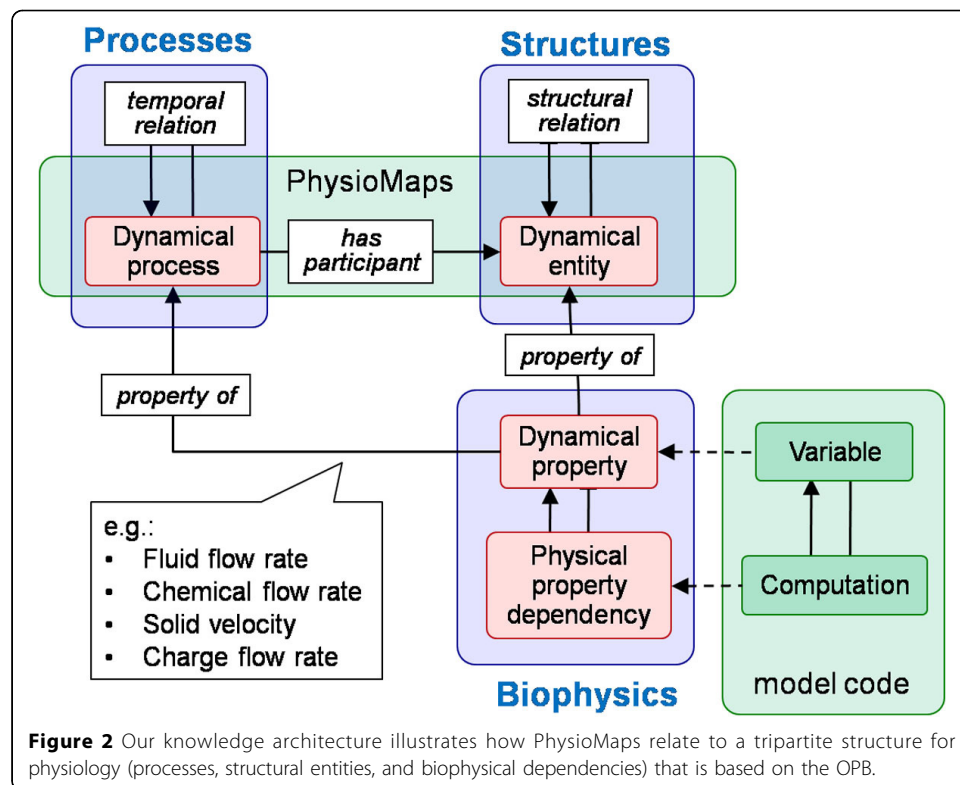 Processes
Structures
temporal
relation
structural
relation
PhysioMaps
Dynamical
process
has
participant
Dynamical
entity
property of
property of
Dynamical
property
Variable
e.g.:
▪ Fluid flow rate
▪ Chemical flow rate
▪ Solid velocity
▪ Charge flow rate
Physical
property
dependency
Computation
Biophysics
model code
Figure 2 Our knowledge architecture illustrates how PhysioMaps relate to a tripartite structure for
physiology (processes, structural entities, and biophysical dependencies) that is based on the OPB.